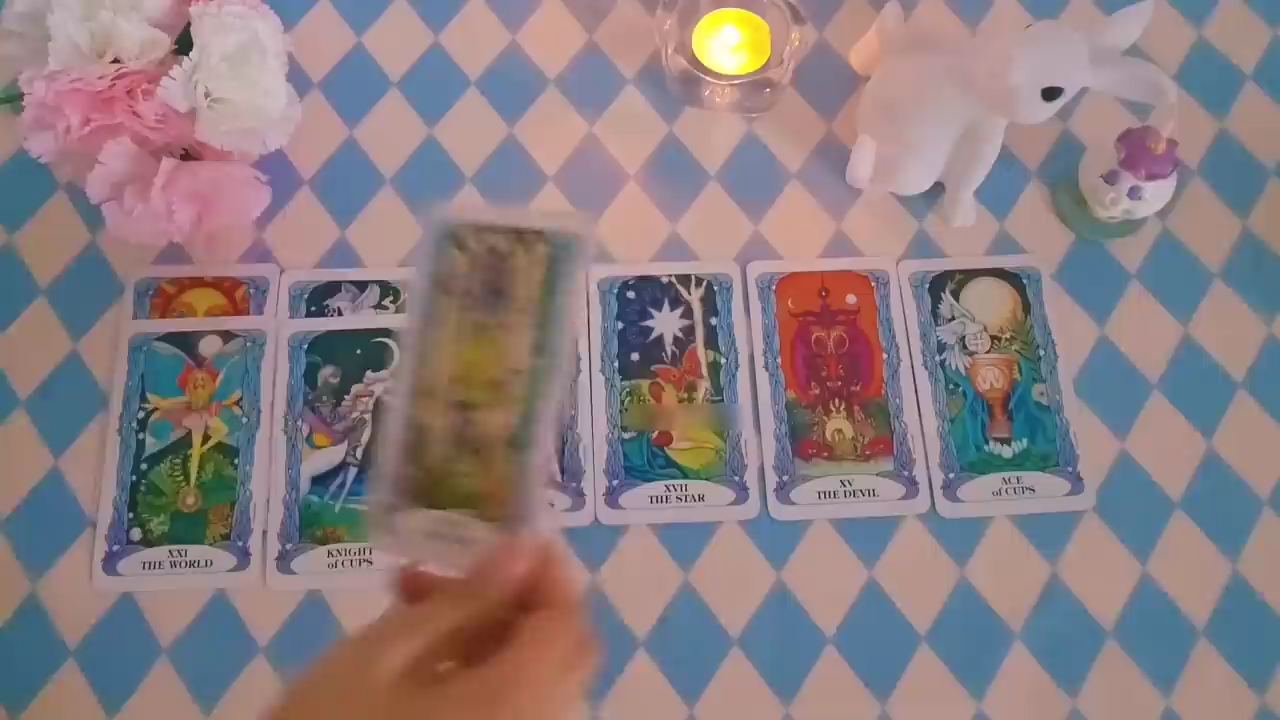 XXI
THE WORLD
KNIGHT
of CUPS
XVII
THE STAR
XV
THE DEVIL
ACE
of CUPS